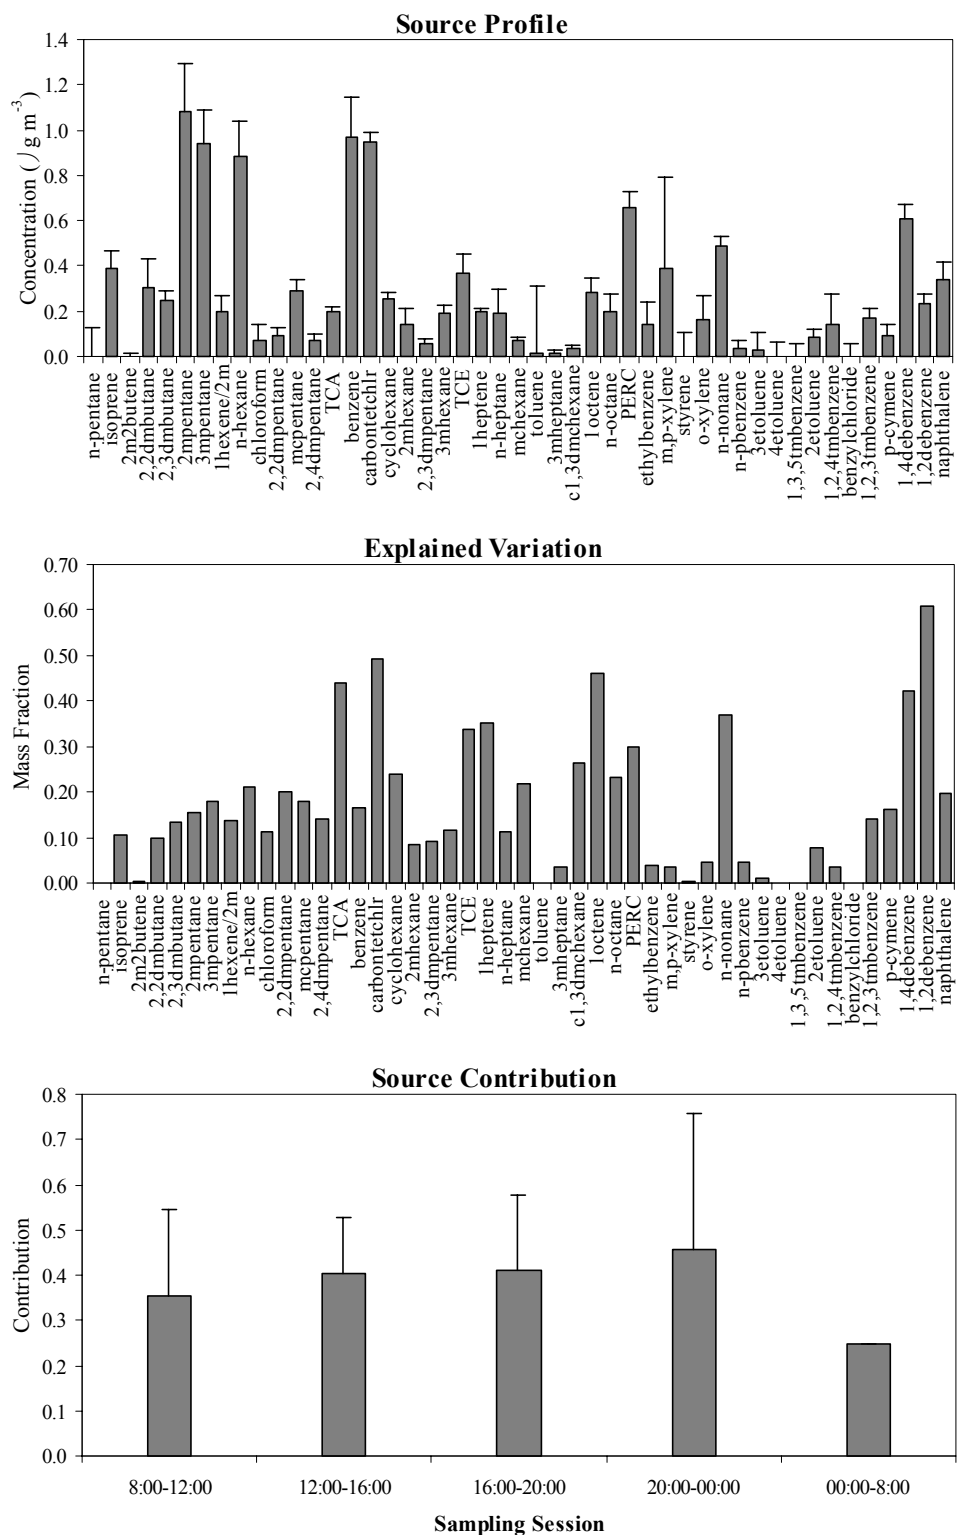 Source Profile
Concentration (J g m-3)
1.4
1.2
1.0
0.8
0.6
0.4
0.2
0.0
n-pentane
isoprene
2m2butene
2,2dmbutane
2,3dmbutane
2mpentane
3mpentane
1hexene/2m
n-hexane
chloroform
2,2dmpentane
mcpentane
2,4dmpentane
TCA
benzene
carbontetchlr
cyclohexane
2mhexane
2,3dmpentane
3mhexane
TCE
1heptene
n-heptane
mchexane
toluene
3mheptane
c1,3dmchexane
1octene
n-octane
PERC
ethylbenzene
m,p-xylene
styrene
o-xylene
n-nonane
n-pbenzene
3etoluene
4etoluene
1,3,5tmbenzene
2etoluene
1,2,4tmbenzene
benzylchloride
1,2,3tmbenzene
p-cymene
1,4debenzene
1,2debenzene
naphthalene
Explained Variation
Mass Fraction
0.70
0.60
0.50
0.40
0.30
0.20
0.10
0.00
n-pentane
isoprene
2m2butene
2,2dmbutane
2,3dmbutane
2mpentane
3mpentane
1hexene/2m
n-hexane
chloroform
2,2dmpentane
mcpentane
2,4dmpentane
TCA
benzene
carbontetchlr
cyclohexane
2mhexane
2,3dmpentane
3mhexane
TCE
1heptene
n-heptane
mchexane
toluene
3mheptane
c1,3dmchexane
1octene
n-octane
PERC
ethylbenzene
m,p-xylene
styrene
o-xylene
n-nonane
n-pbenzene
3etoluene
4etoluene
1,3,5tmbenzene
2etoluene
1,2,4tmbenzene
benzylchloride
1,2,3tmbenzene
p-cymene
1,4debenzene
1,2debenzene
naphthalene
Source Contribution
Contribution
0.8
0.7
0.6
0.5
0.4
0.3
0.2
0.1
0.0
8:00-12:00
12:00-16:00
16:00-20:00
20:00-00:00
00:00-8:00
Sampling Session